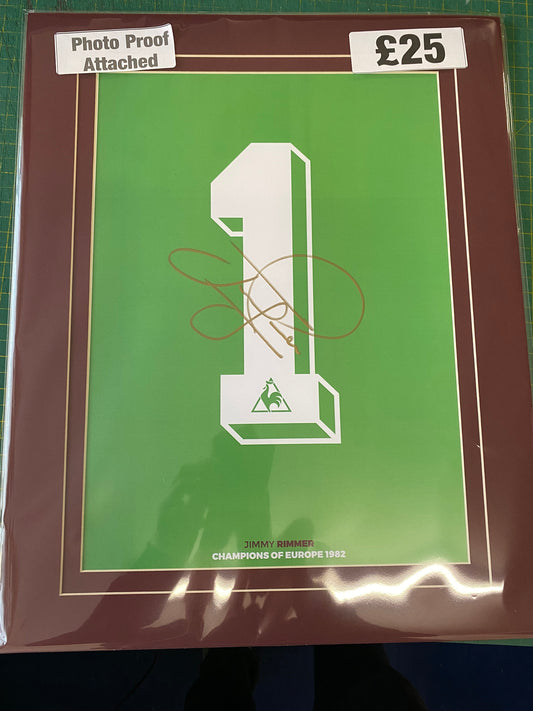 Photo Proof
Attached
£25
1
JIMMY RIMMER
CHAMPIONS OF EUROPE 1982